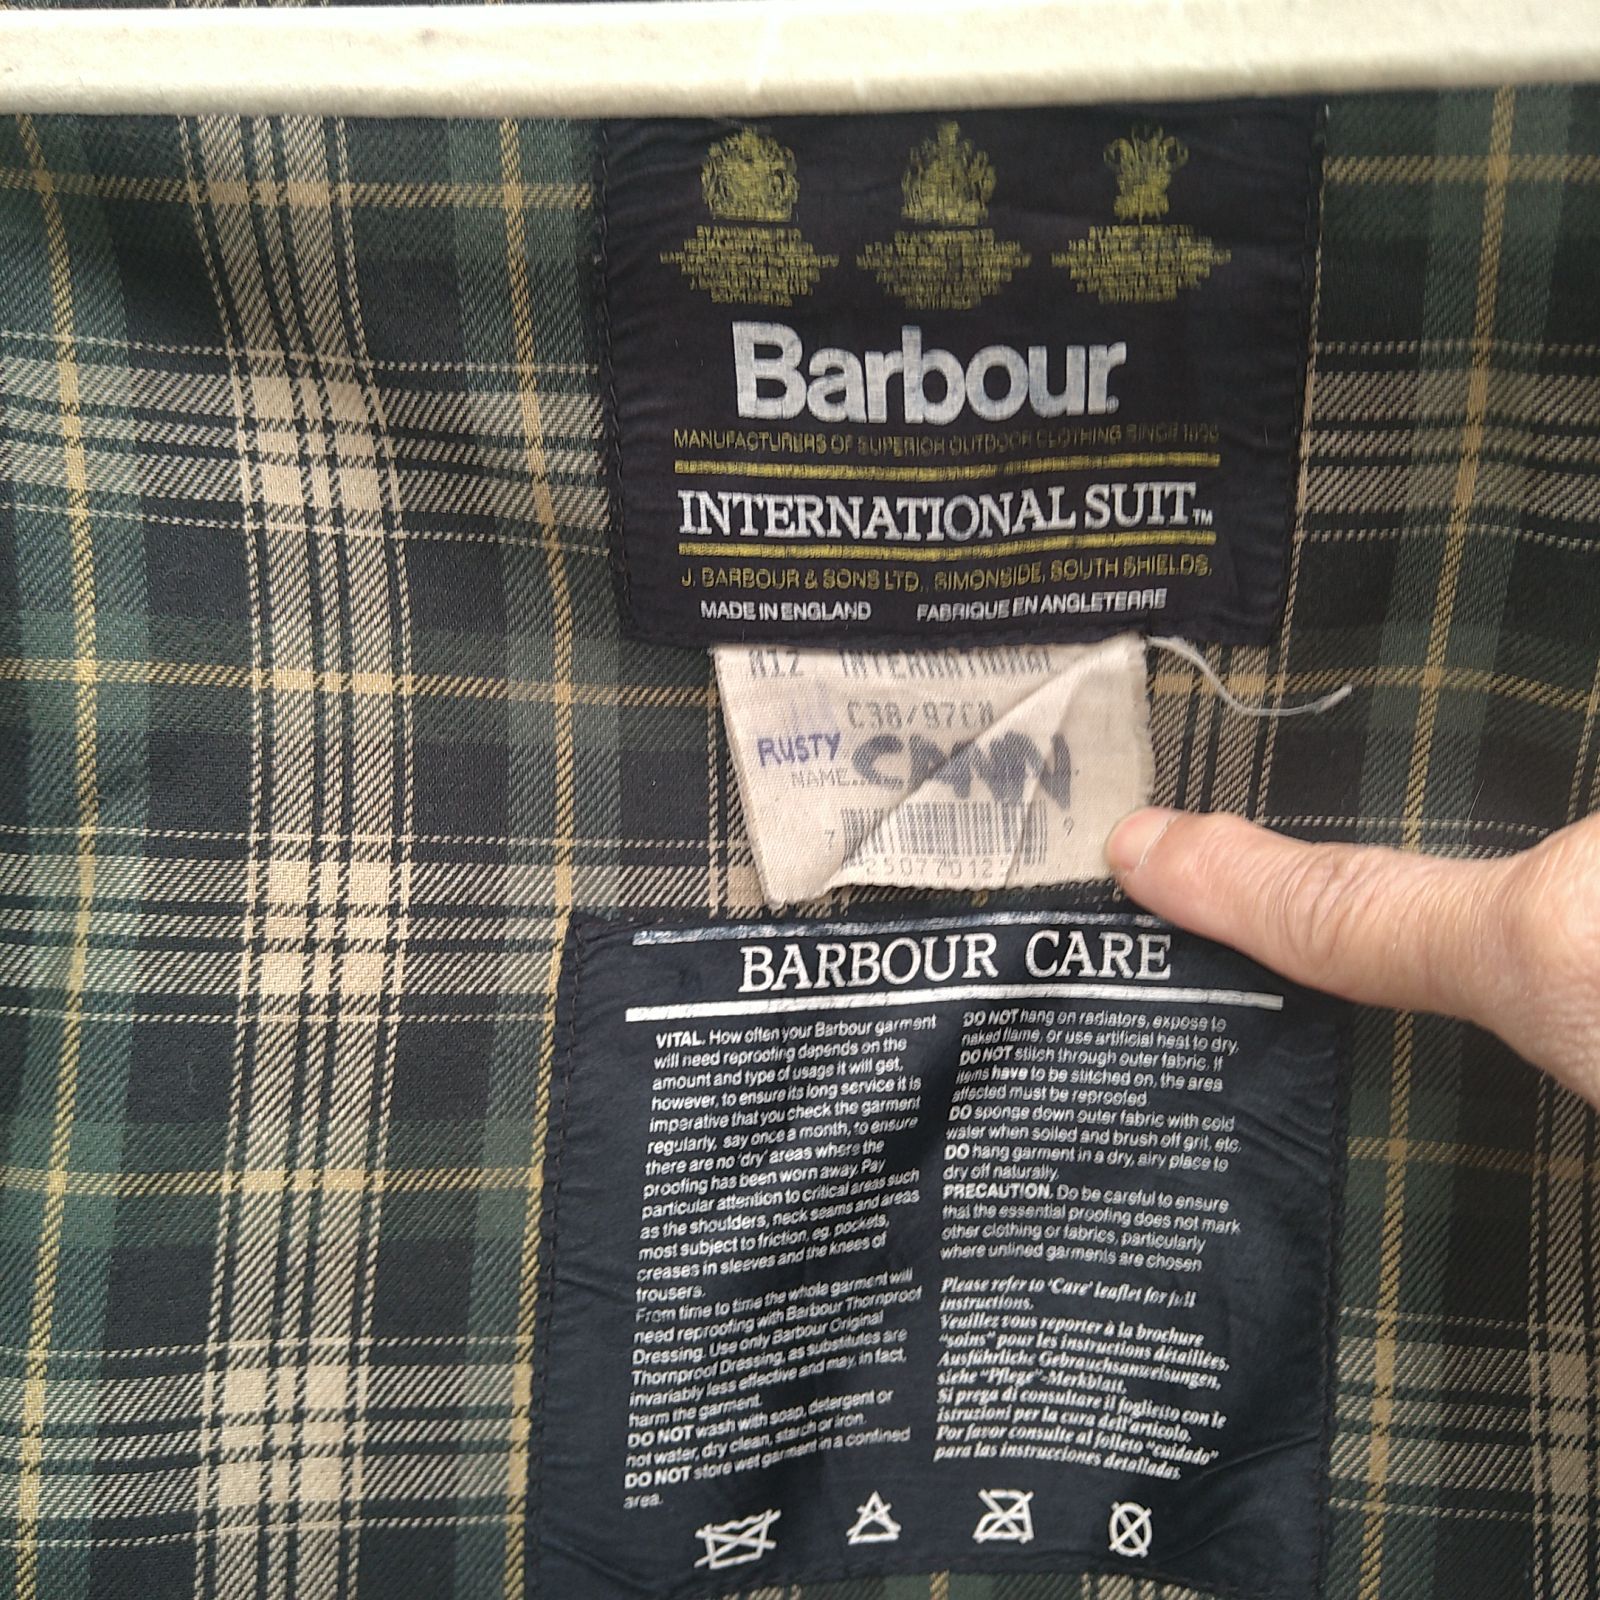 Barbour
MANUFACTURERS OF SUPERIOR OUTDOOR CLOTHING SINCE 1890
INTERNATIONAL SUIT™
J. BARBOUR & SONS LTD., SIMONSIDE, SOUTH SHIELDS,
MADE IN ENGLAND FABRIQUE EN ANGLETERRE
INTERNATIONAL
C38/97CM
RUSTY
NAME...
7 9
BARBOUR CARE
VITAL. How often your Barbour garment
will need reproofing depends on the
amount and type of usage it will get,
however, to ensure its long service it is
imperative that you check the garment
regularly, say once a month, to ensure
there are no 'dry' areas where the
proofing has been worn away. Pay
particular attention to critical areas such
as the shoulders, neck seams and areas
most subject to friction, eg. pockets,
creases in sleeves and the knees of
trousers.
From time to time the whole garment will
need reproofing with Barbour Thornproof
Dressing. Use only Barbour Original
Thornproof Dressing, as substitutes are
invariably less effective and may, in fact,
harm the garment.
DO NOT wash with soap, detergent or
hot water, dry clean, starch or iron.
DO NOT store wet garment in a confined
area.
DO NOT hang on radiators, expose to
naked flame, or use artificial heat to dry.
DO NOT stitch through outer fabric. If
items have to be stitched on, the area
affected must be reproofed.
DO sponge down outer fabric with cold
water when soiled and brush off grit, etc.
DO hang garment in a dry, airy place to
dry off naturally.
PRECAUTION. Do be careful to ensure
that the essential proofing does not mark
other clothing or fabrics, particularly
where unlined garments are chosen
Please refer to 'Care' leaflet for full
instructions.
Veuillez vous reporter à la brochure
"soins" pour les instructions détaillées.
Ausführliche Gebrauchsanweisungen,
siehe "Pflege"-Merkblatt.
Si prega di consultare il foglietto con le
istruzioni per la cura dell'articolo.
Por favor consulte al folleto "cuidado"
para las instrucciones detalladas